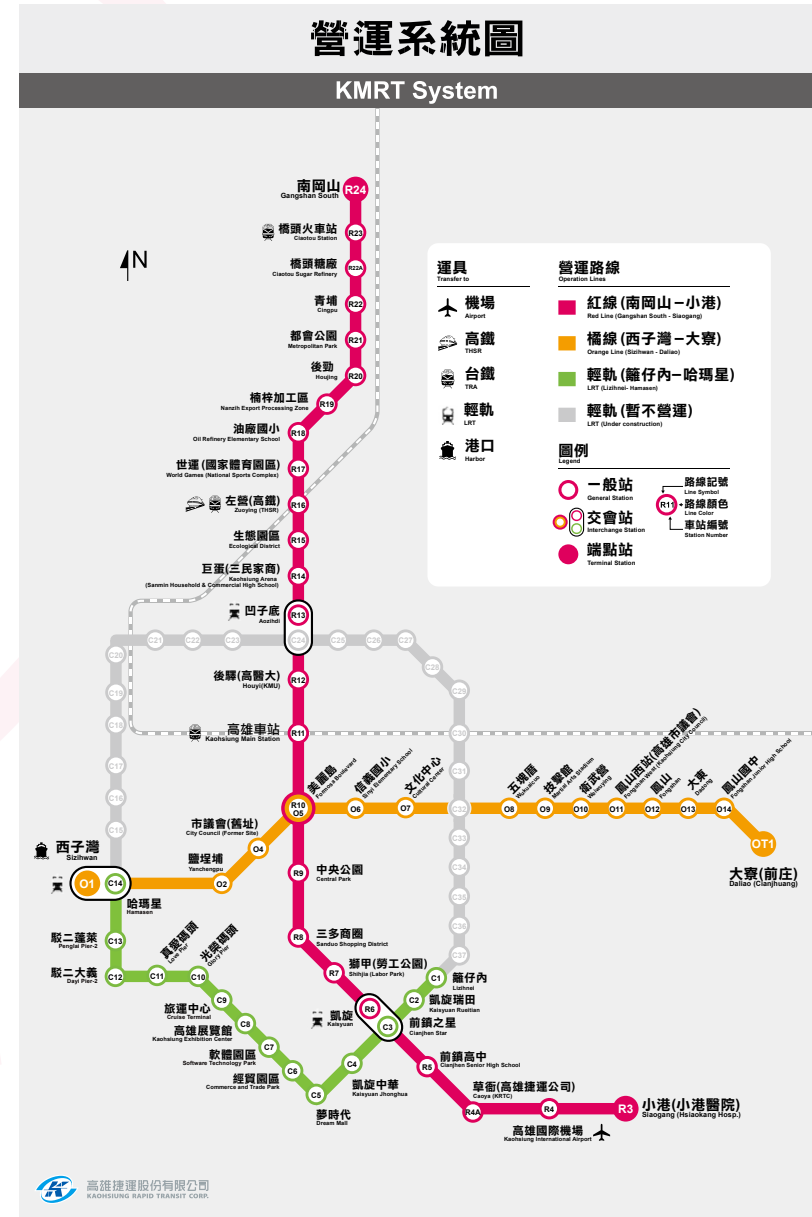 營運系統圖
KMRT System
南岡山
Gangshan South
R24
橋頭火車站
Ciaotou Station
R23
橋頭糖廠
Ciaotou Sugar Refinery
R22A
青埔
Cingpu
R22
都會公園
Metropolitan Park
R21
後勁
Houjing
R20
楠梓加工區
Nanzih Export Processing Zone
R19
油廠國小
Oil Refinery Elementary School
R18
世運(國家體育園區)
World Games (National Sports Complex)
R17
左營(高鐵)
Zuoying (THSR)
R16
生態園區
Ecological District
R15
巨蛋(三民家商)
Kaohsiung Arena
(Sanmin Household & Commercial High School)
R14
凹子底
Aozihdi
R13
C24
後驛(高醫大)
Houyi(KMU)
R12
高雄車站
Kaohsiung Main Station
R11
N
運具
Transfer to
機場
Airport
高鐵
THSR
台鐵
TRA
輕軌
LRT
港口
Harbor
營運路線
Operation Lines
紅線(南岡山－小港)
Red Line (Gangshan South - Siaogang)
橘線(西子灣－大寮)
Orange Line (Sizihwan - Daliao)
輕軌(籬仔內－哈瑪星)
LRT (Lizihnei- Hamasen)
輕軌(暫不營運)
LRT (Under construction)
圖例
Legend
一般站
General Station
交會站
Interchange Station
端點站
Terminal Station
R11
路線記號
Line Symbol
路線顏色
Line Color
車站編號
Station Number
C21
C22
C23
C25
C26
C27
C28
C29
C30
C31
C32
C33
C34
C35
C36
C37
C20
C19
C18
C17
C16
C15
美麗島
Formosa Boulevard
R10
O5
信義國小
Sinyi Elementary School
O6
文化中心
Cultural Center
O7
五塊厝
Wukuaicuo
O8
技擊館
Martial Arts Stadium
O9
衛武營
Weiwuying
O10
鳳山西站(高雄市議會)
Fongshan West (Kaohsiung City Council)
O11
鳳山
Fongshan
O12
大東
Dadong
O13
鳳山國中
Fongshan Junior High School
O14
OT1
大寮(前庄)
Daliao (Cianjhuang)
市議會(舊址)
City Council (Former Site)
O4
鹽埕埔
Yanchengpu
O2
西子灣
Sizihwan
O1
C14
哈瑪星
Hamasen
駁二蓬萊
Penglai Pier-2
C13
駁二大義
Dayi Pier-2
C12
真愛碼頭
Love Pier
C11
光榮碼頭
Glory Pier
C10
旅運中心
Cruise Terminal
C9
高雄展覽館
Kaohsiung Exhibition Center
C8
軟體園區
Software Technology Park
C7
經貿園區
Commerce and Trade Park
C6
夢時代
Dream Mall
C5
凱旋中華
Kaisyuan Jhonghua
C4
前鎮之星
Cianjhen Star
C3
凱旋瑞田
Kaisyuan Rueitian
C2
籬仔內
Lizihnei
C1
中央公園
Central Park
R9
三多商圈
Sanduo Shopping District
R8
獅甲(勞工公園)
Shihjia (Labor Park)
R7
凱旋
Kaisyuan
R6
前鎮高中
Cianjhen Senior High School
R5
草衙(高雄捷運公司)
Caoya (KRTC)
R4A
高雄國際機場
Kaohsiung International Airport
R4
R3
小港(小港醫院)
Siaogang (Hsiaokang Hosp.)
高雄捷運股份有限公司
KAOHSIUNG RAPID TRANSIT CORP.